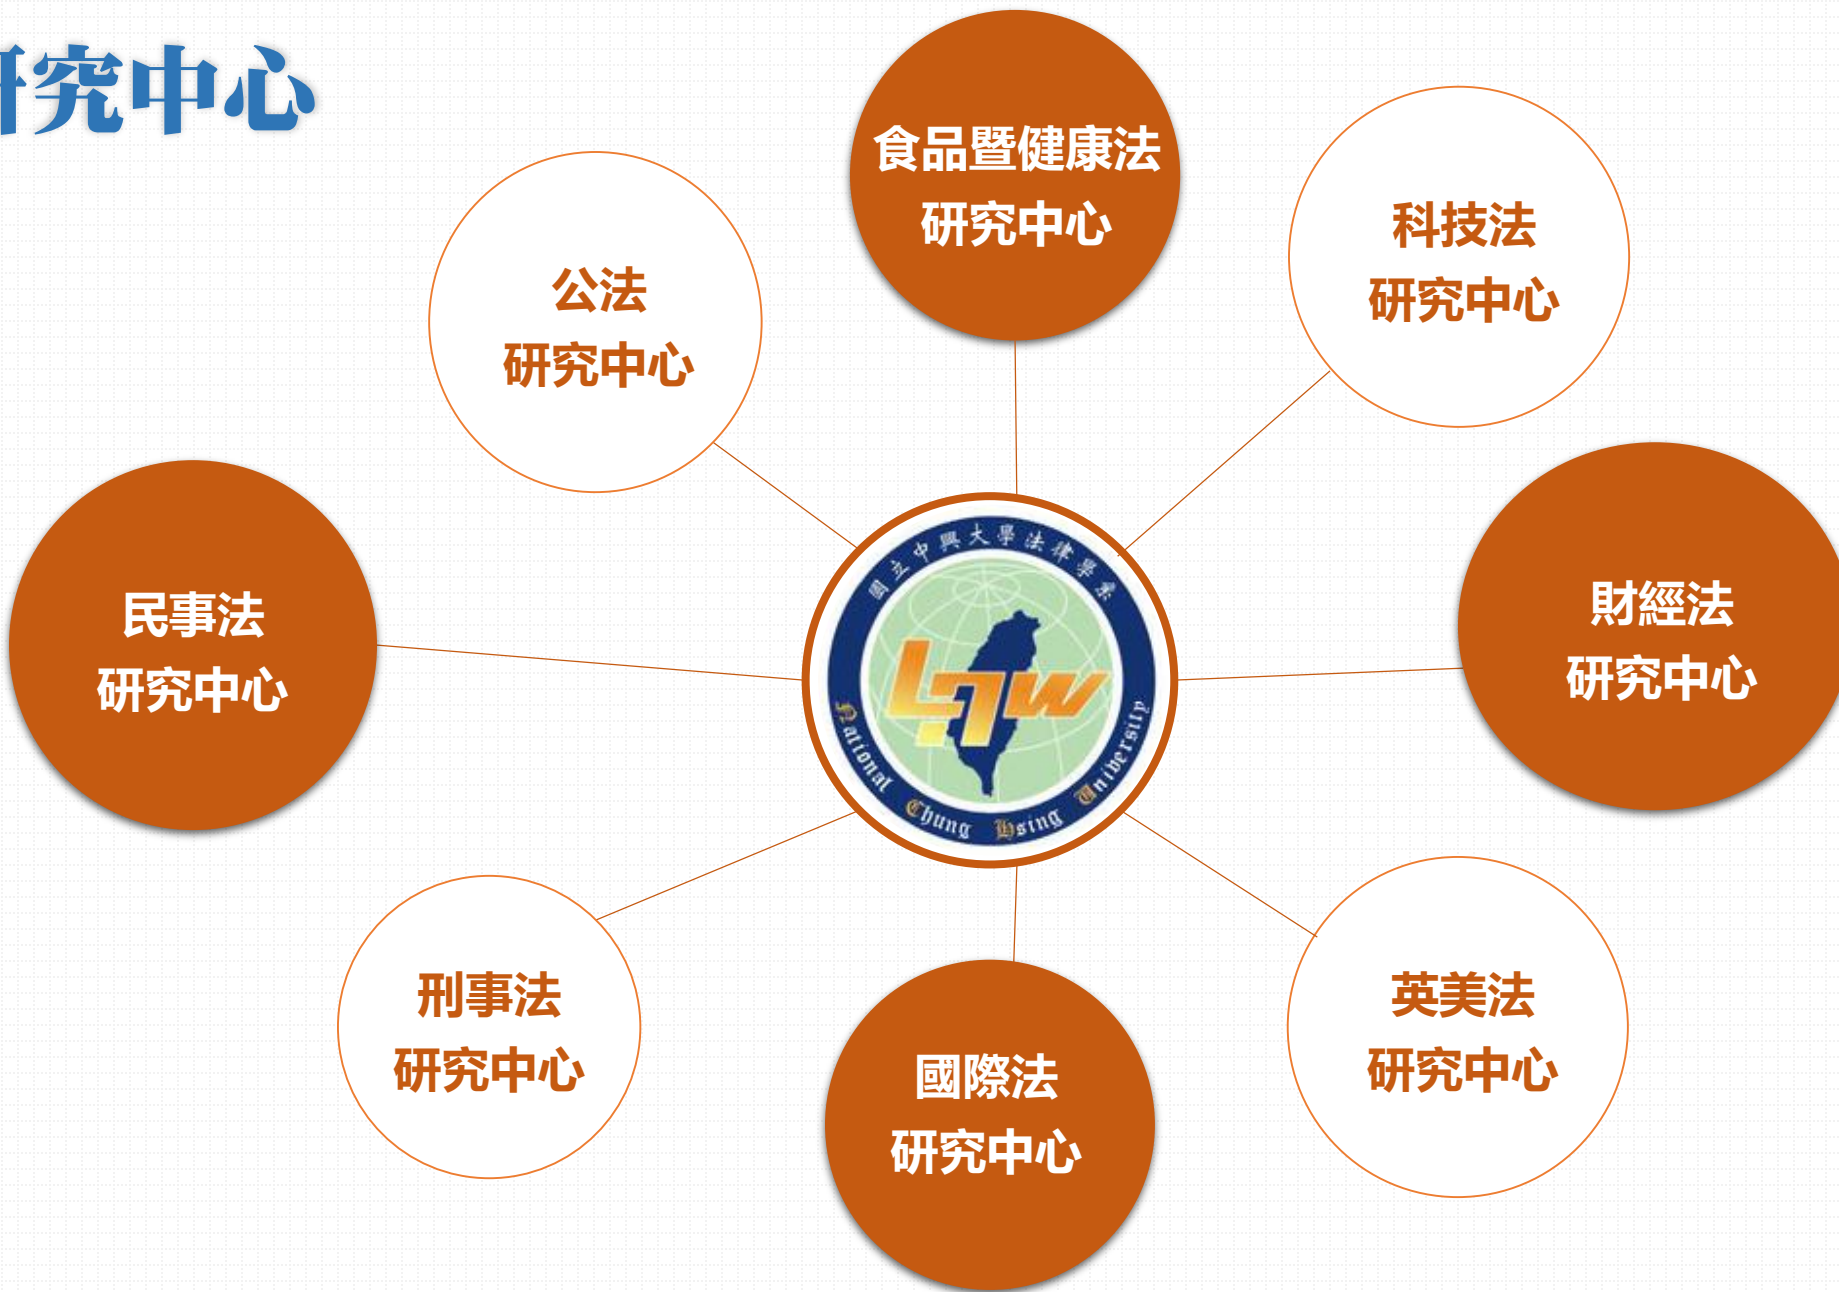 研究中心
食品暨健康法
研究中心
科技法
研究中心
公法
研究中心
財經法
研究中心
民事法
研究中心
國立中興大學法律學系
Law
National Chung Hsing University
刑事法
研究中心
英美法
研究中心
國際法
研究中心